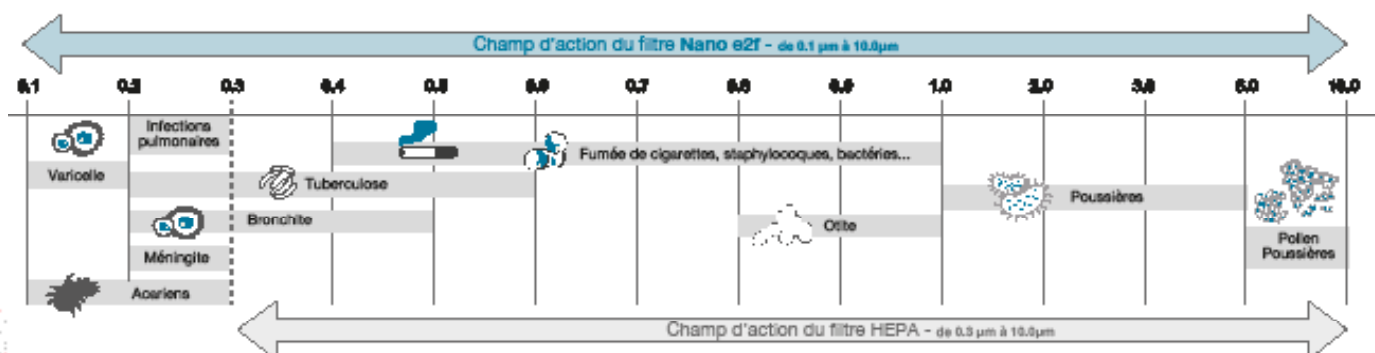 Champ d'action du filtre Nano e2f - de 0.1 µm à 10.0µm
0.1 0.2 0.3 0.4 0.5 0.6 0.7 0.8 0.9 1.0 2.0 3.0 5.0 10.0
Infections
pulmonaires
Fumée de cigarettes, staphylocoques, bactéries...
Varicelle
Tuberculose
Poussières
Bronchite
Otite
Méningite
Pollen
Poussières
Acariens
Champ d'action du filtre HEPA - de 0.3 µm à 10.0µm